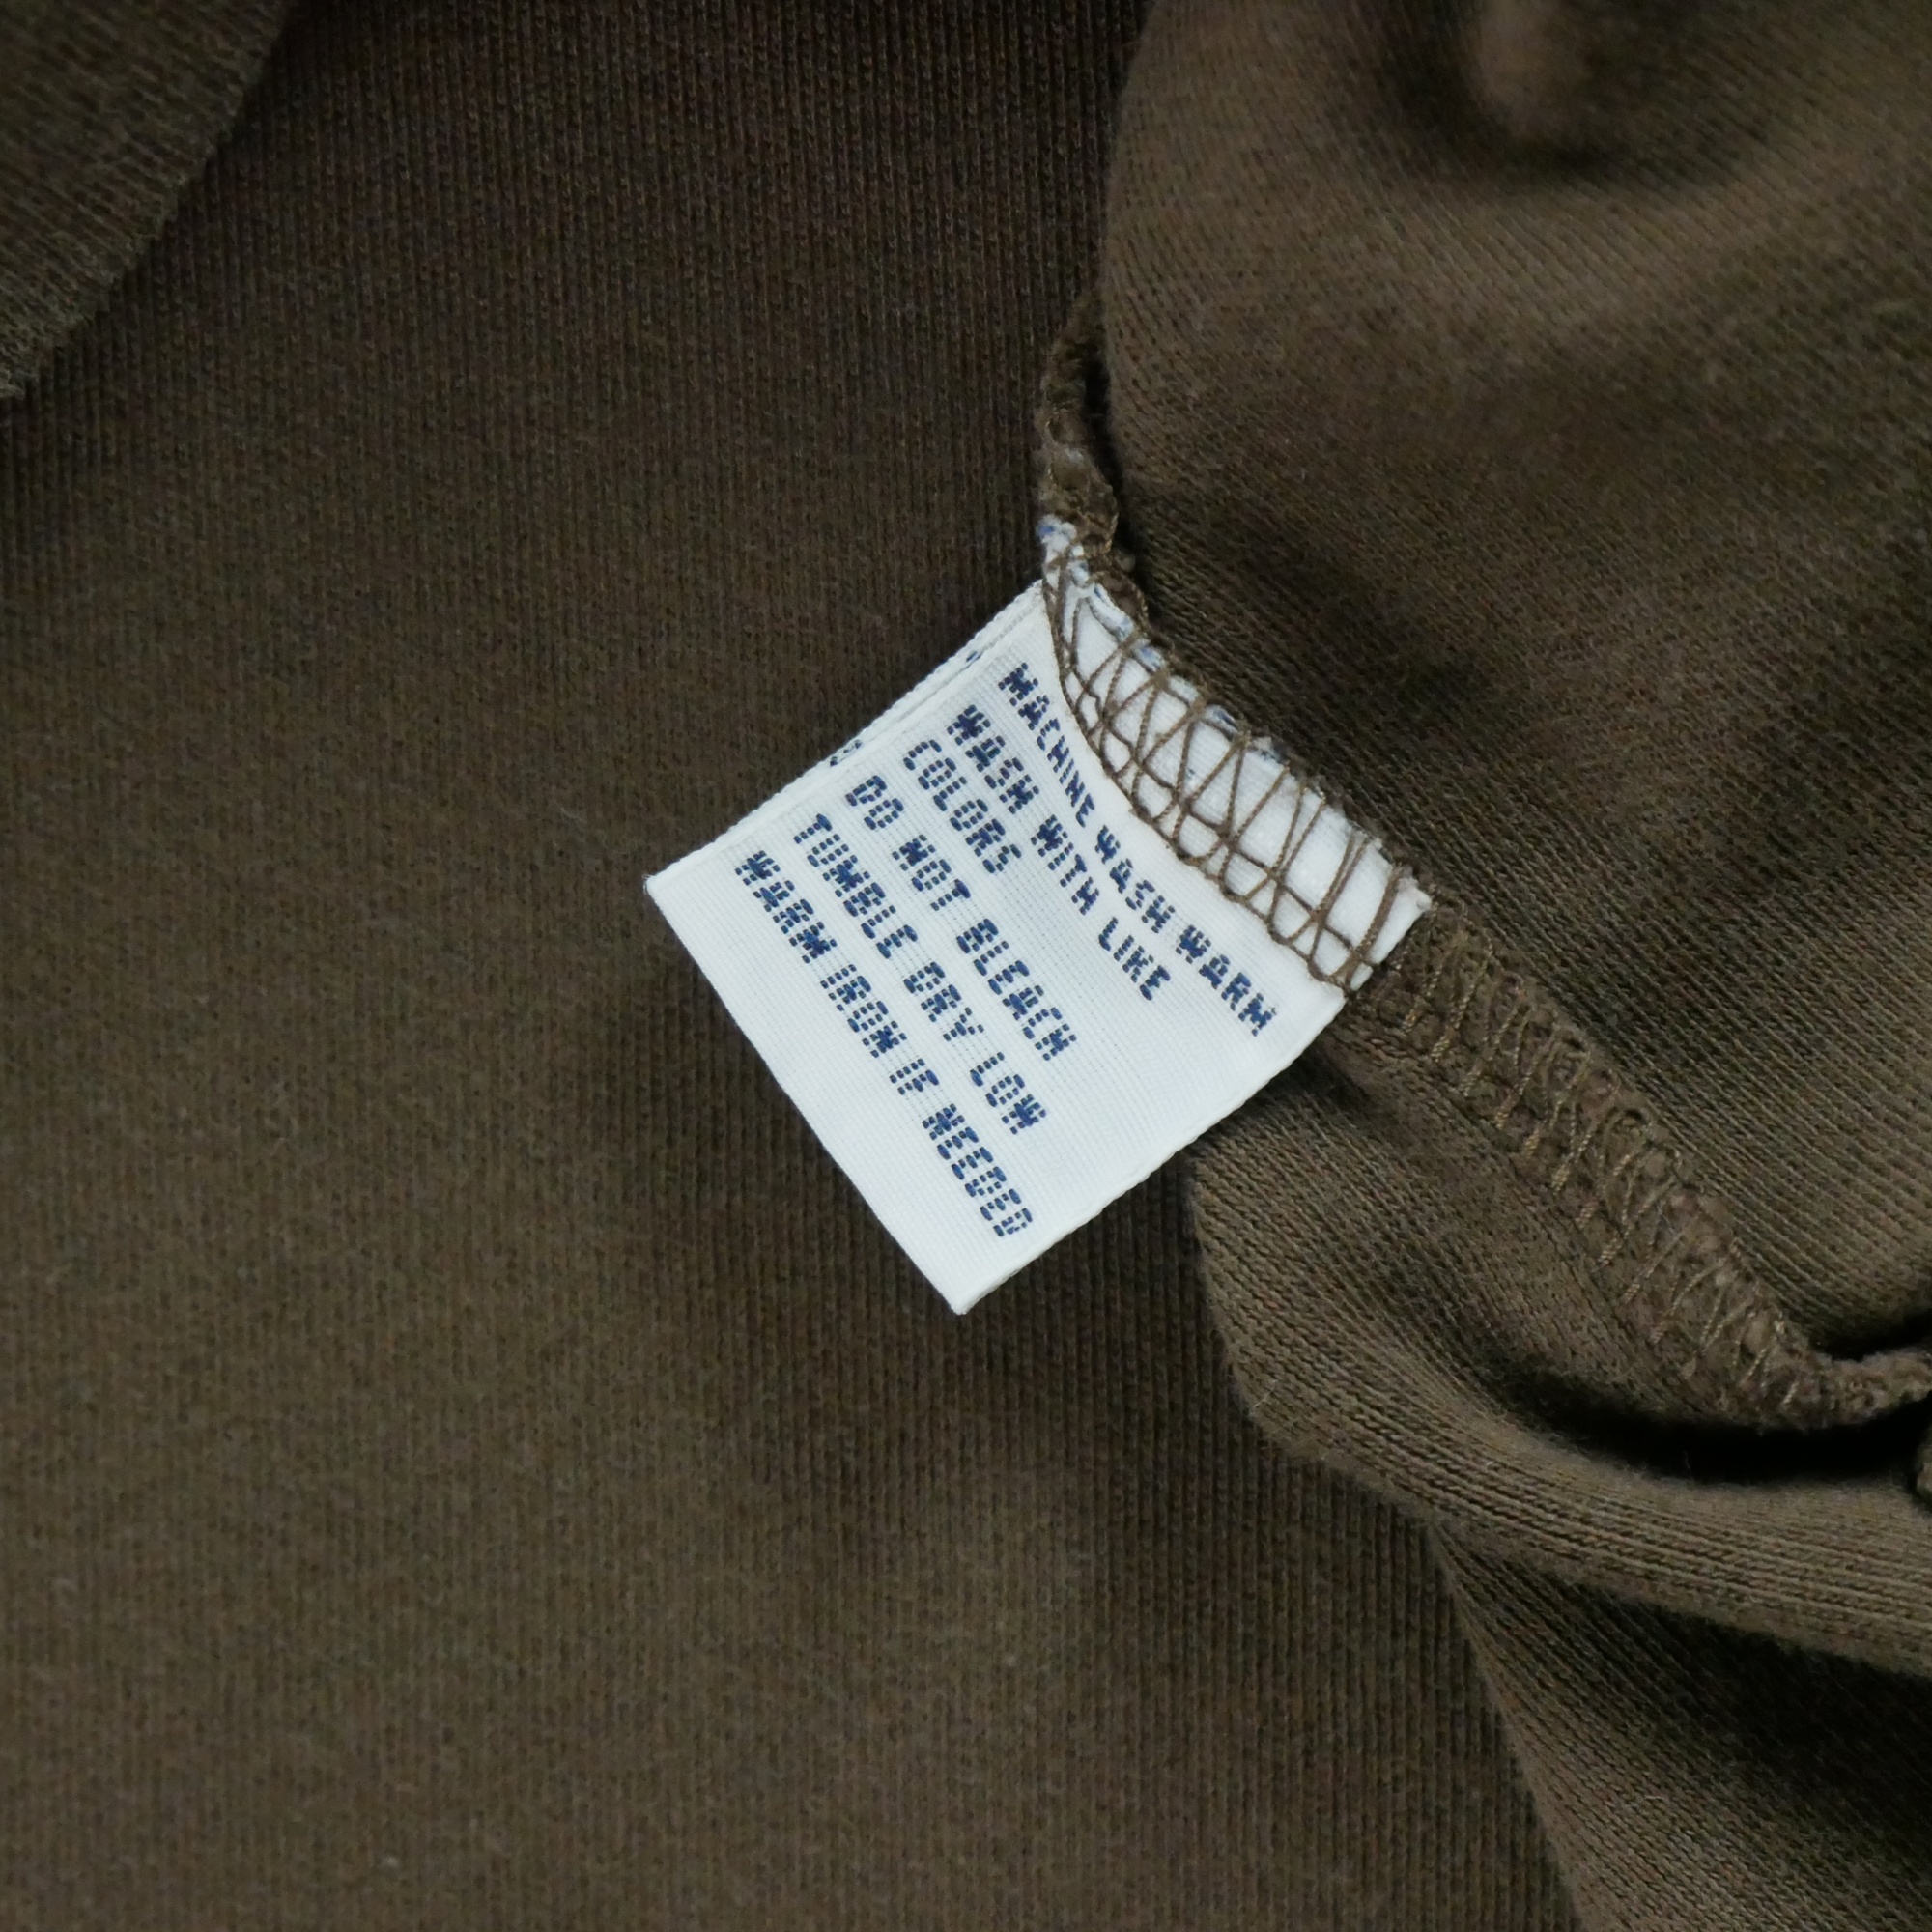 MACHINE WASH WARM
WASH WITH LIKE
COLORS
DO NOT BLEACH
TUMBLE DRY LOW
WARM IRON IF NEEDED